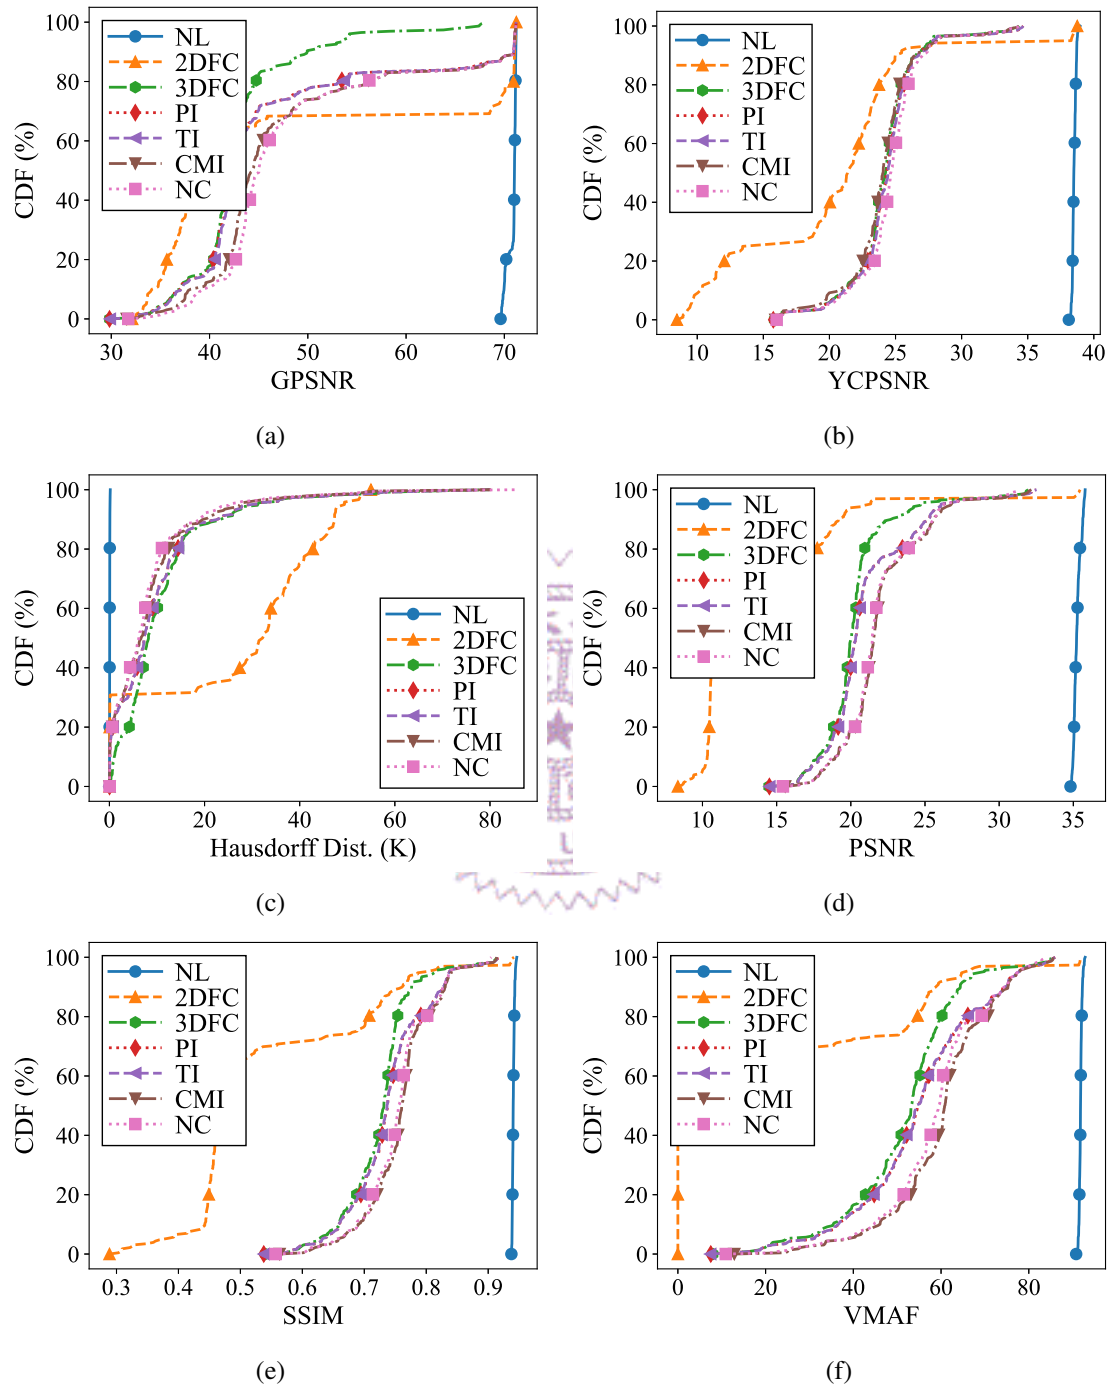 100
80
60
40
20
0
CDF (%)
NL
2DFC
3DFC
PI
TI
CMI
NC
30 40 50 60 70
GPSNR
(a)
100
80
60
40
20
0
CDF (%)
NL
2DFC
3DFC
PI
TI
CMI
NC
10 15 20 25 30 35 40
YCPSNR
(b)
100
80
60
40
20
0
CDF (%)
NL
2DFC
3DFC
PI
TI
CMI
NC
0 20 40 60 80
Hausdorff Dist. (K)
(c)
100
80
60
40
20
0
CDF (%)
NL
2DFC
3DFC
PI
TI
CMI
NC
10 15 20 25 30 35
PSNR
(d)
100
80
60
40
20
0
CDF (%)
NL
2DFC
3DFC
PI
TI
CMI
NC
0.3 0.4 0.5 0.6 0.7 0.8 0.9
SSIM
(e)
100
80
60
40
20
0
CDF (%)
NL
2DFC
3DFC
PI
TI
CMI
NC
0 20 40 60 80
VMAF
(f)